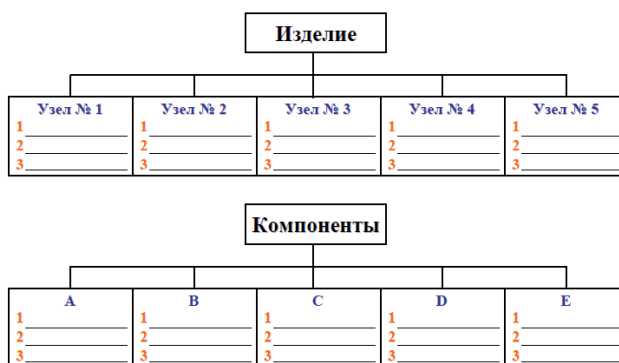 Изделие
Узел № 1 Узел № 2 Узел № 3 Узел № 4 Узел № 5
1 1 1 1 1
2 2 2 2 2
3 3 3 3 3
Компоненты
A B C D E
1 1 1 1 1
2 2 2 2 2
3 3 3 3 3